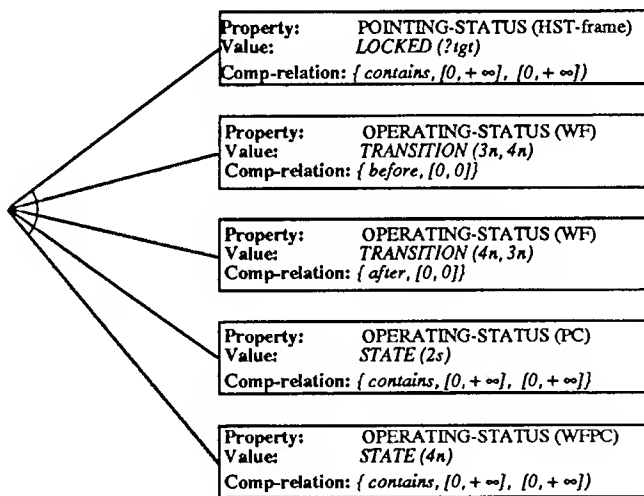 Property: POINTING-STATUS (HST-frame)
Value: LOCKED (?tgt)
Comp-relation: { contains, [0, + ∞], [0, + ∞])
Property: OPERATING-STATUS (WF)
Value: TRANSITION (3n, 4n)
Comp-relation: { before, [0, 0]}
Property: OPERATING-STATUS (WF)
Value: TRANSITION (4n, 3n)
Comp-relation: { after, [0, 0]}
Property: OPERATING-STATUS (PC)
Value: STATE (2s)
Comp-relation: { contains, [0, + ∞], [0, + ∞]}
Property: OPERATING-STATUS (WFPC)
Value: STATE (4n)
Comp-relation: { contains, [0, + ∞], [0, + ∞])